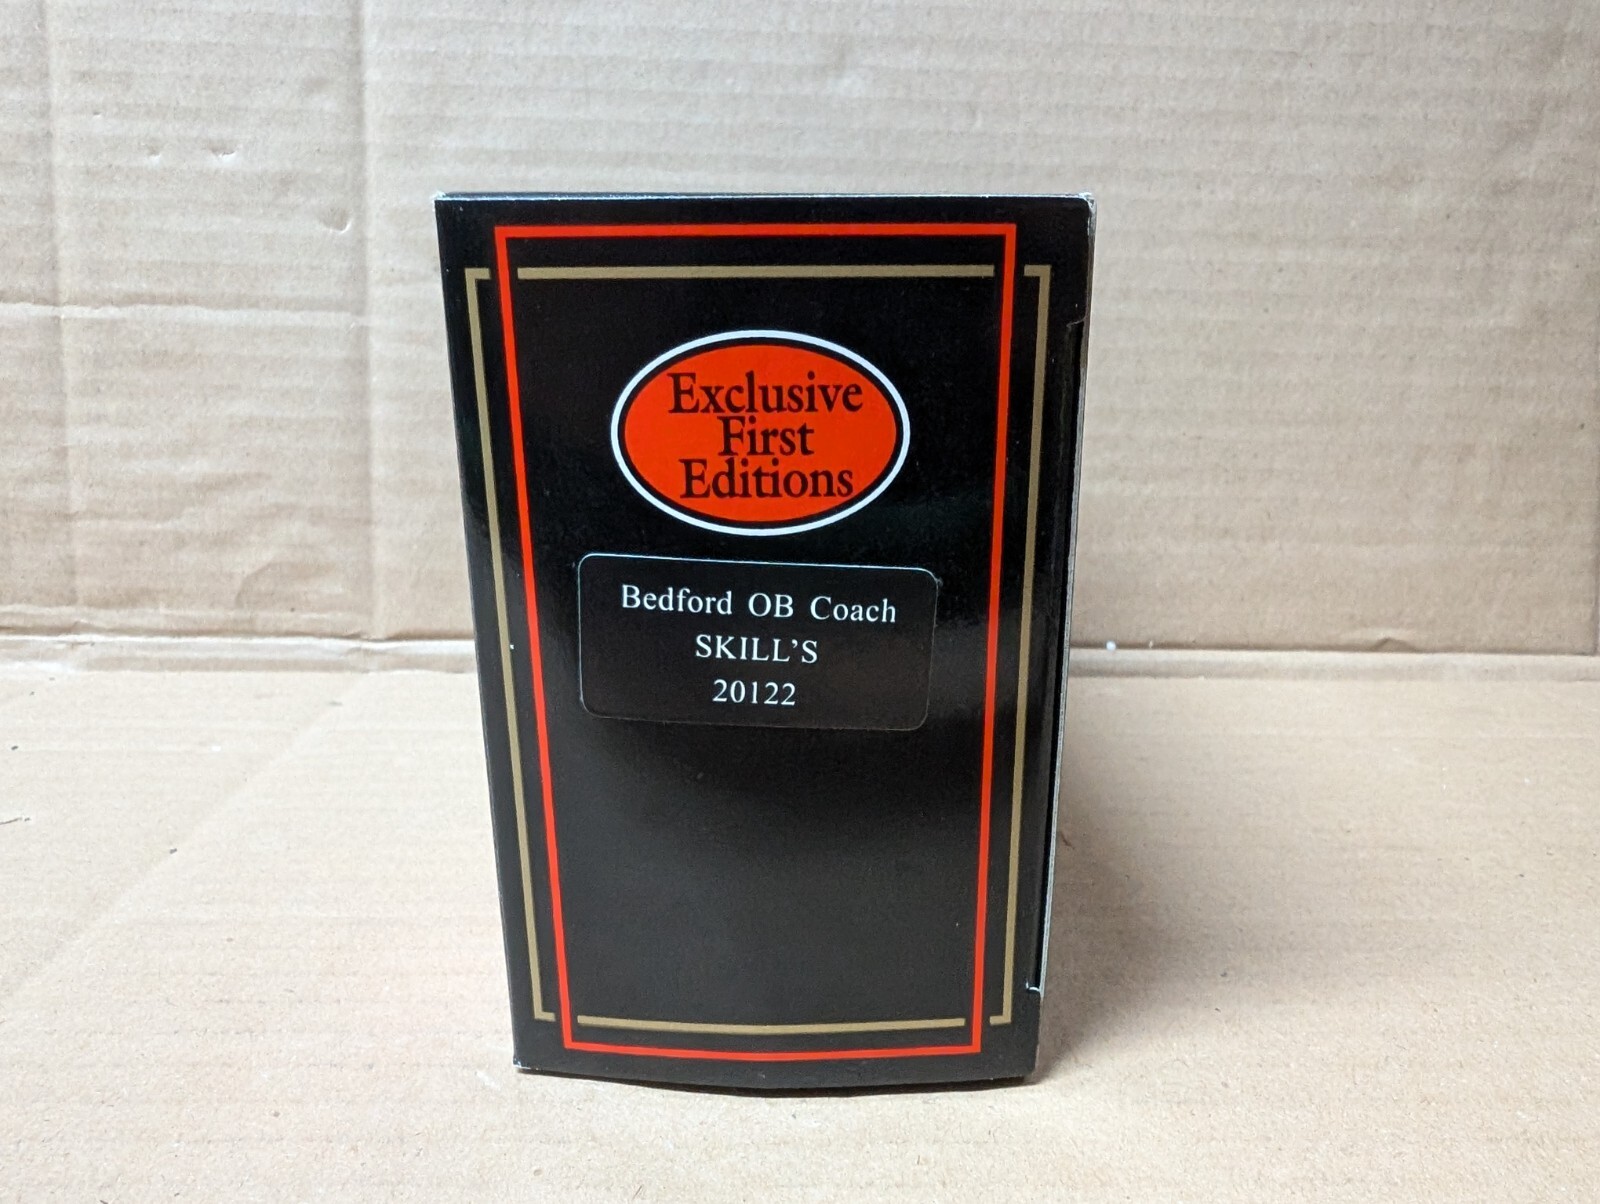 Exclusive
First
Editions
Bedford OB Coach
SKILL'S
20122